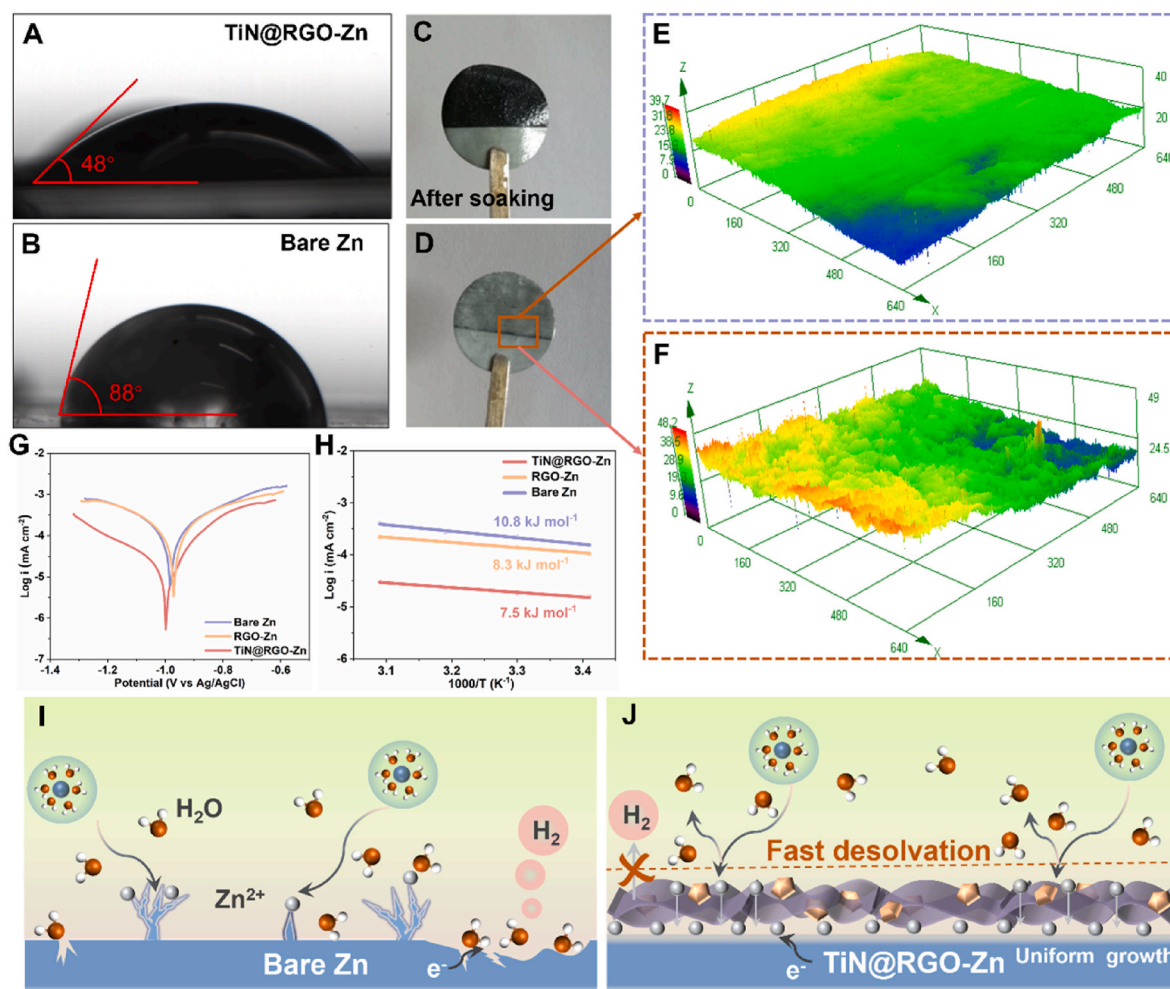 A
TiN@RGO-Zn
48°
B
Bare Zn
88°
C
After soaking
D
E
Z
39.7
31.8
23.8
15.
7.9
0
0
160
320
480
640
X
160
320
480
640
20
40
F
Z
48.2
38.5
28.9
19
9.6
0
0
160
320
480
640
X
160
320
480
640
24.5
49
G
Log i (mA cm-2)
-2
-3
-4
-5
-6
-7
Bare Zn
RGO-Zn
TiN@RGO-Zn
-1.4
-1.2
-1.0
-0.8
-0.6
Potential (V vs Ag/AgCl)
H
Log i (mA cm-2)
-2
-3
-4
-5
-6
TiN@RGO-Zn
RGO-Zn
Bare Zn
10.8 kJ mol-1
8.3 kJ mol-1
7.5 kJ mol-1
3.1
3.2
3.3
3.4
1000/T (K-1)
I
H2O
H2
Zn2+
Bare Zn
e-
J
H2
Fast desolvation
e-
TiN@RGO-Zn
Uniform growth